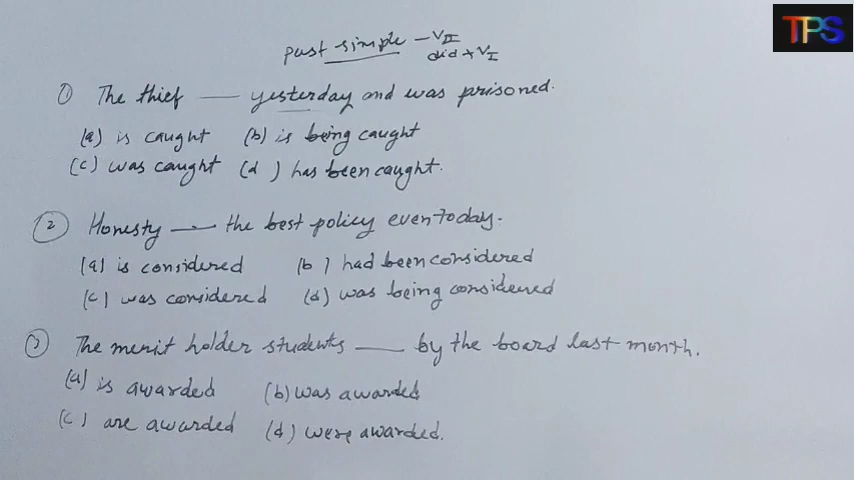 TPS
past simple – VII
did + VI
1) The thief — yesterday and was prisoned.
(a) is caught (b) is being caught
(c) was caught (d) has been caught.
2 Honesty — the best policy even today.
(a) is considered (b) had been considered
(c) was considered (d) was being considered
3) The merit holder students — by the board last month.
(a) is awarded (b) was awarded
(c) are awarded (d) were awarded.